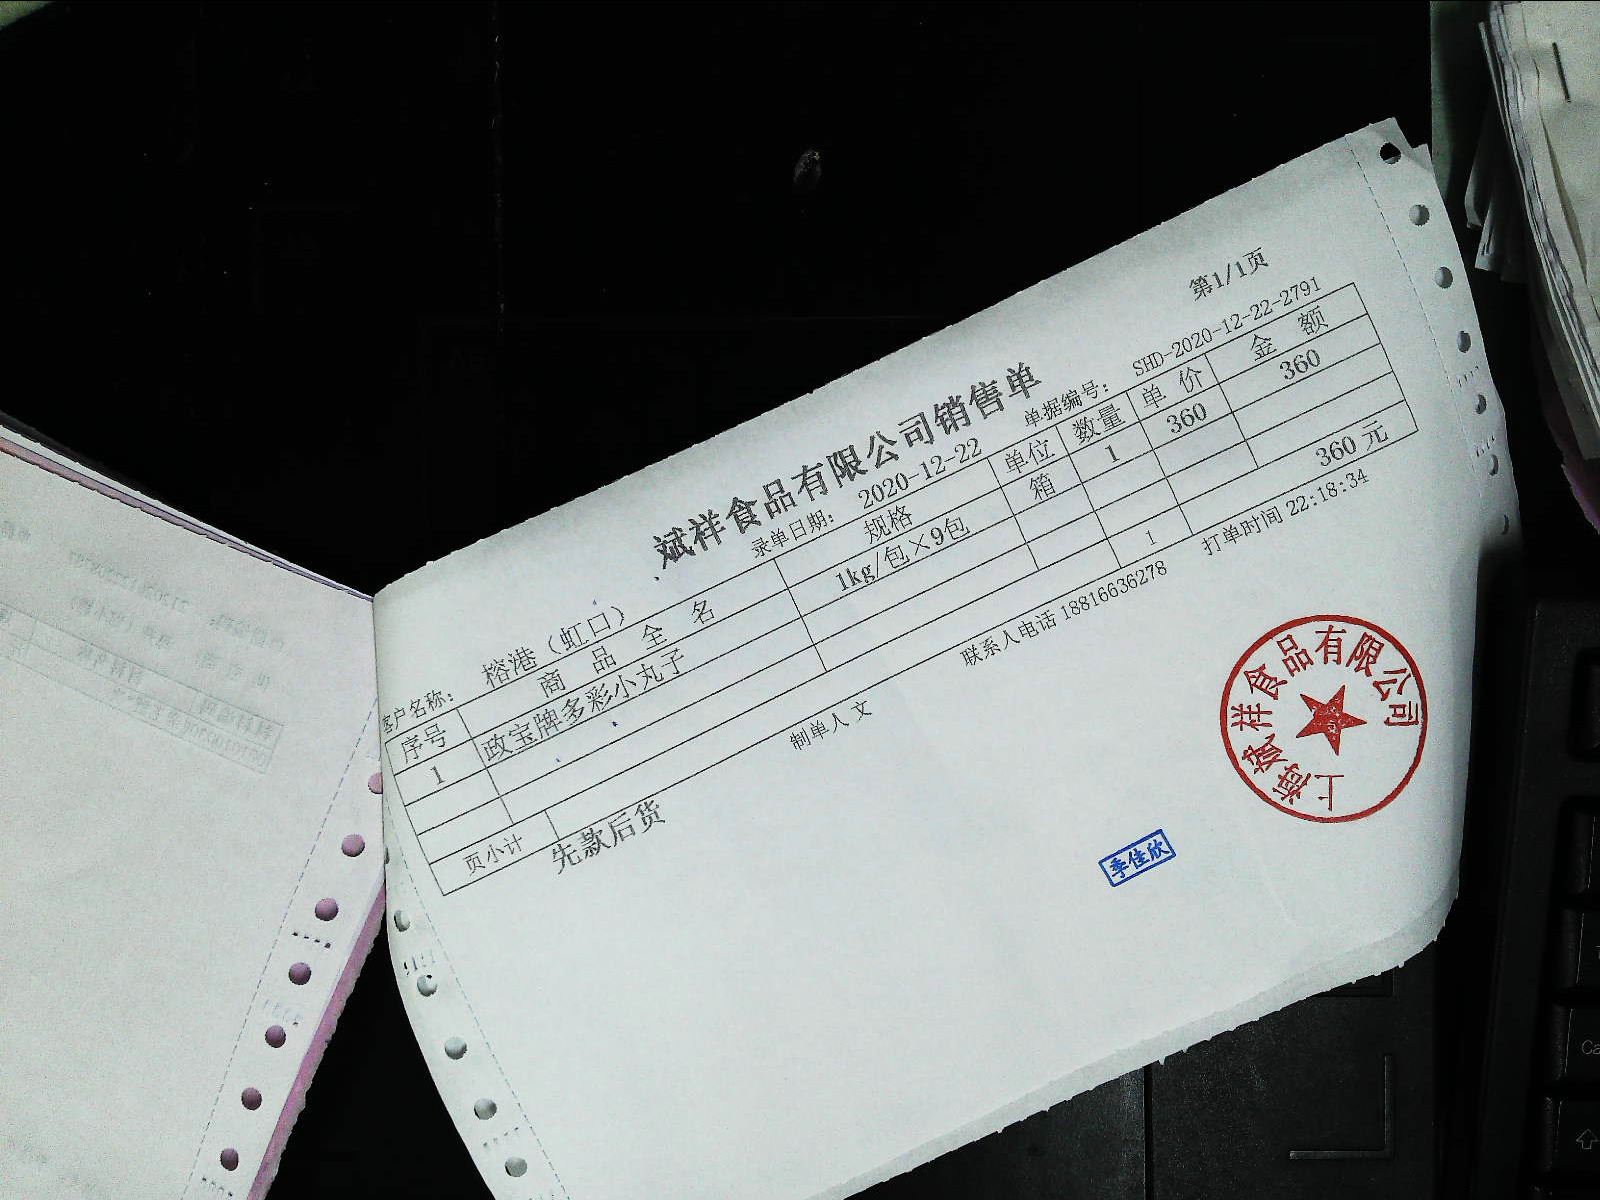 第1/1页
斌祥食品有限公司销售单
客户名称: 榕港（虹口） 录单日期: 2020-12-22 单据编号: SHD-2020-12-22-2791
序号 商品全名 规格 单位 数量 单价 金额
1 政宝牌多彩小丸子 1kg/包×9包 箱 1 360 360
页小计 1 360元
先款后货
制单人 文 联系人电话 18816636278 打单时间 22:18:34
上海斌祥食品有限公司
季佳欣